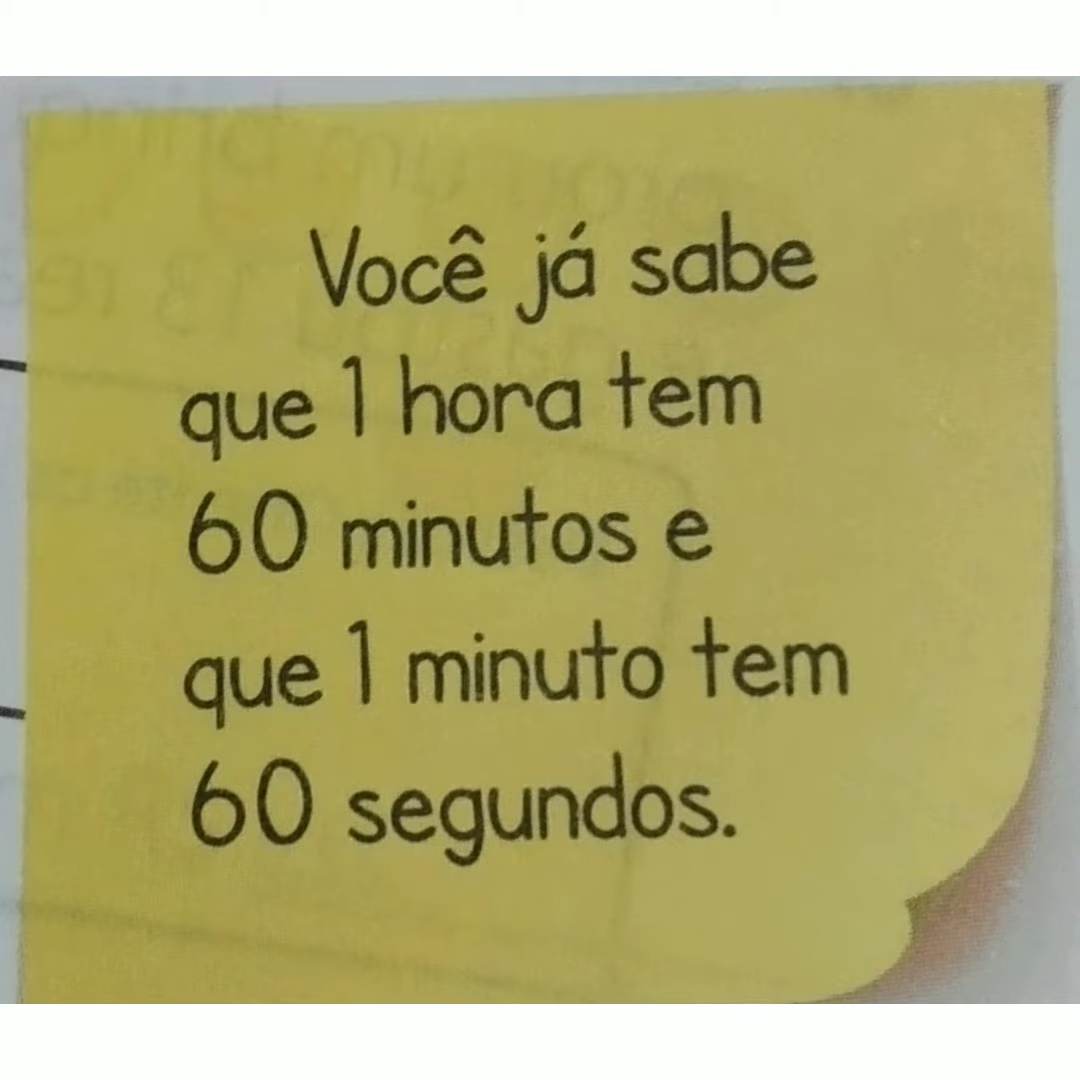 Você já sabe
que 1 hora tem
60 minutos e
que 1 minuto tem
60 segundos.